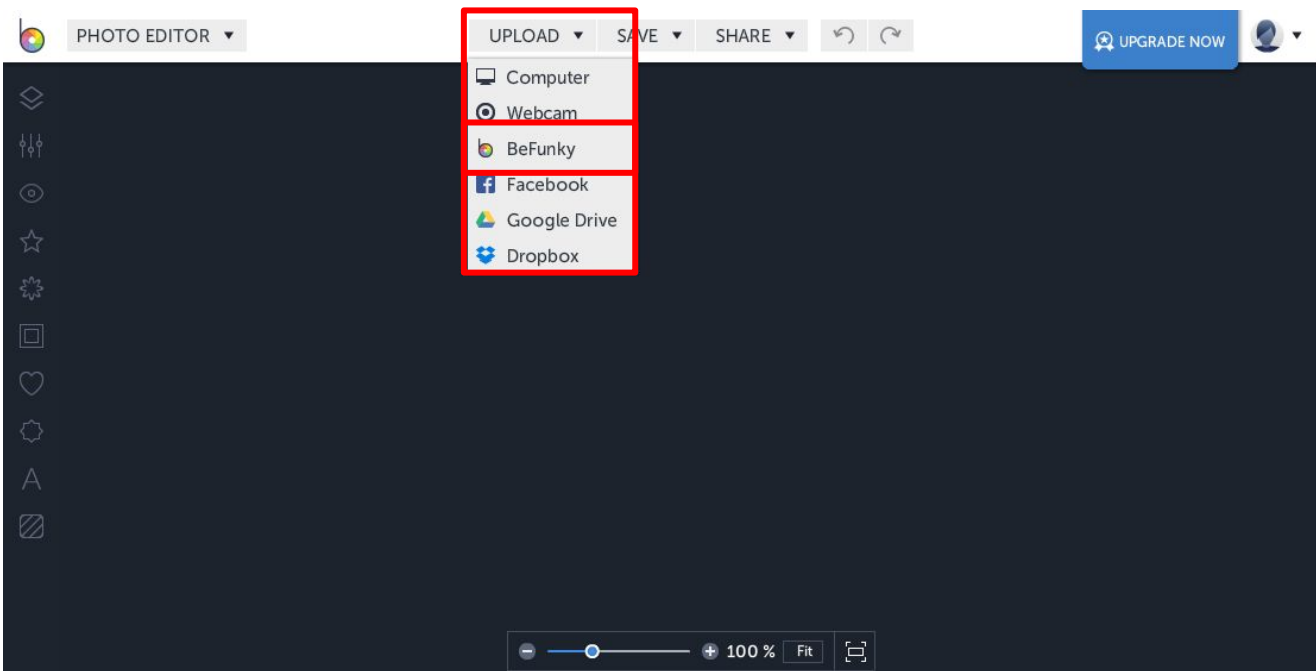 PHOTO EDITOR UPLOAD SAVE SHARE UPGRADE NOW
Computer
Webcam
BeFunky
Facebook
Google Drive
Dropbox
A
100 % Fit